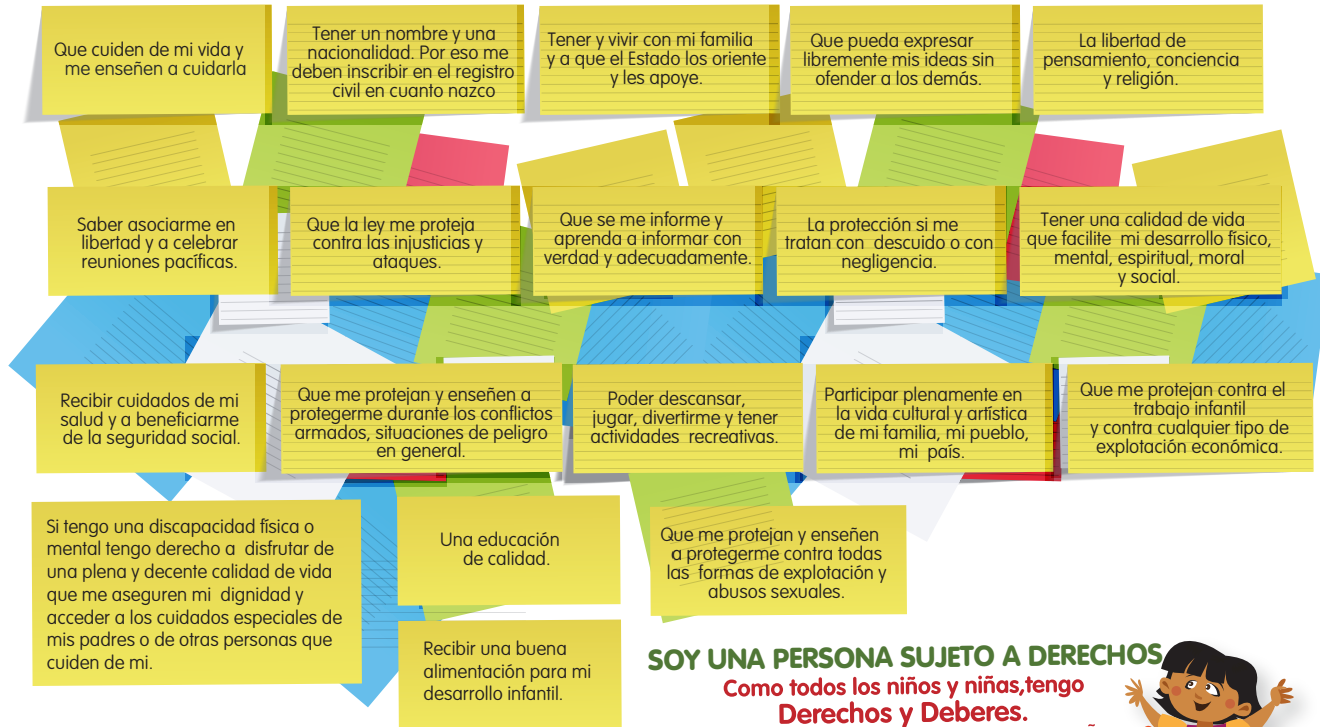 Que cuiden de mi vida y
me enseñen a cuidarla
Tener un nombre y una
nacionalidad. Por eso me
deben inscribir en el registro
civil en cuanto nazco
Tener y vivir con mi familia
y a que el Estado los oriente
y les apoye.
Que pueda expresar
libremente mis ideas sin
ofender a los demás.
La libertad de
pensamiento, conciencia
y religión.
Saber asociarme en
libertad y a celebrar
reuniones pacíficas.
Que la ley me proteja
contra las injusticias y
ataques.
Que se me informe y
aprenda a informar con
verdad y adecuadamente.
La protección si me
tratan con descuido o con
negligencia.
Tener una calidad de vida
que facilite mi desarrollo físico,
mental, espiritual, moral
y social.
Recibir cuidados de mi
salud y a beneficiarme
de la seguridad social.
Que me protejan y enseñen a
protegerme durante los conflictos
armados, situaciones de peligro
en general.
Poder descansar,
jugar, divertirme y tener
actividades recreativas.
Participar plenamente en
la vida cultural y artística
de mi familia, mi pueblo,
mi país.
Que me protejan contra el
trabajo infantil
y contra cualquier tipo de
explotación económica.
Si tengo una discapacidad física o
mental tengo derecho a disfrutar de
una plena y decente calidad de vida
que me aseguren mi dignidad y
acceder a los cuidados especiales de
mis padres o de otras personas que
cuiden de mi.
Una educación
de calidad.
Recibir una buena
alimentación para mi
desarrollo infantil.
Que me protejan y enseñen
a protegerme contra todas
las formas de explotación y
abusos sexuales.
SOY UNA PERSONA SUJETO A DERECHOS
Como todos los niños y niñas,tengo
Derechos y Deberes.